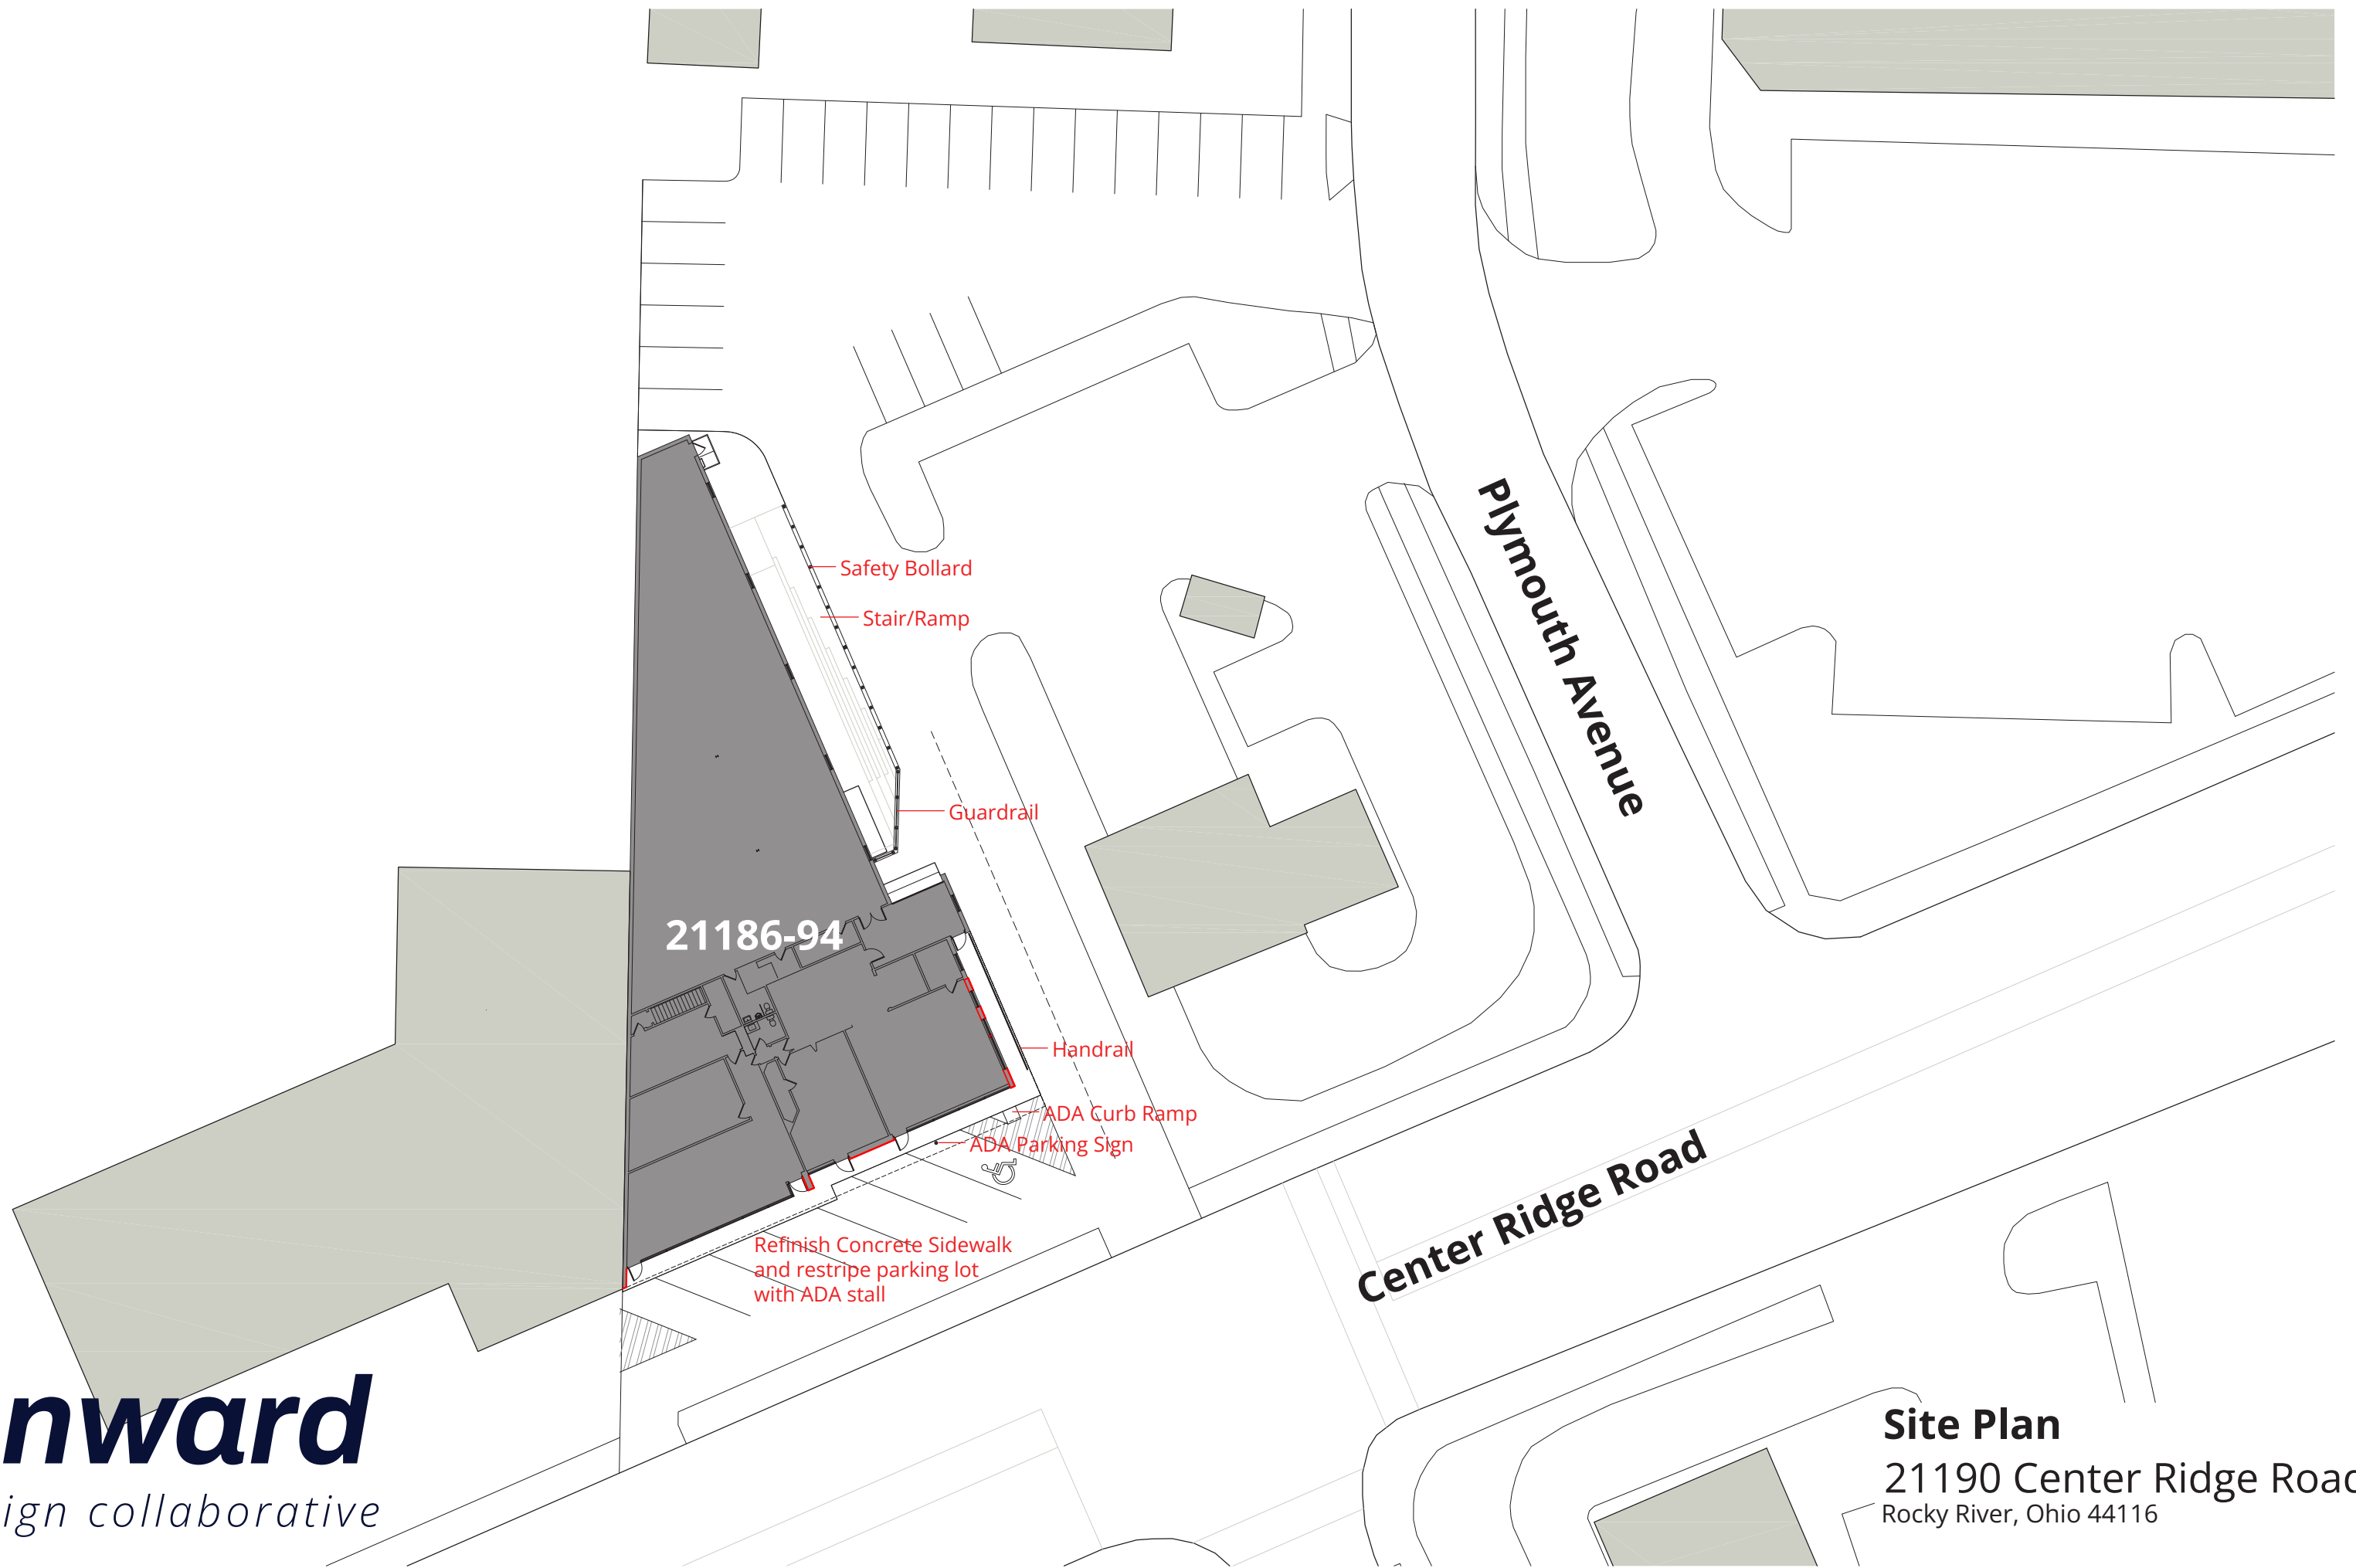 Plymouth Avenue
Safety Bollard
Stair/Ramp
Guardrail
21186-94
Handrail
ADA Curb Ramp
ADA Parking Sign
Refinish Concrete Sidewalk
and restripe parking lot
with ADA stall
Center Ridge Road
nward
ign collaborative
Site Plan
21190 Center Ridge Road
Rocky River, Ohio 44116